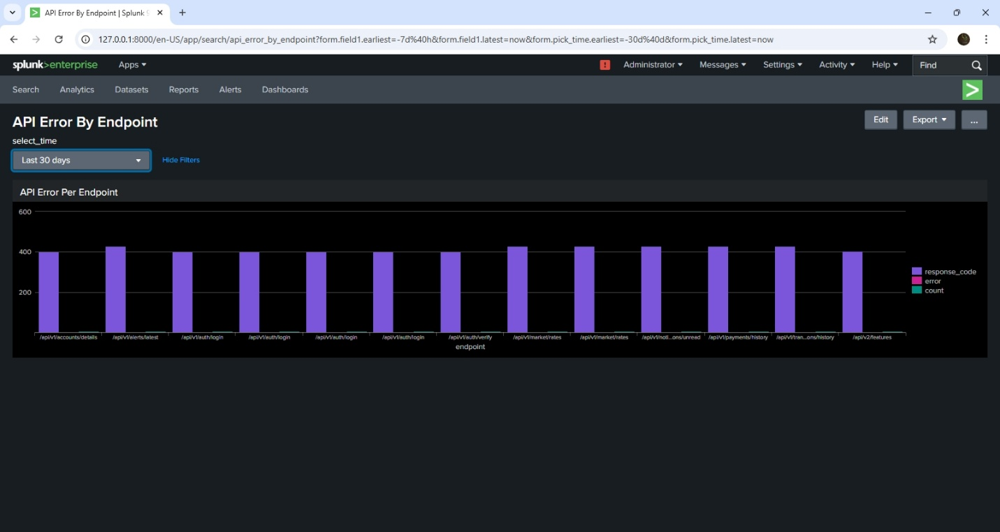 API Error By Endpoint | Splunk 9
127.0.0.1:8000/en-US/app/search/api_error_by_endpoint?form.field1.earliest=-7d%40h&form.field1.latest=now&form.pick_time.earliest=-30d%40d&form.pick_time.latest=now
splunk>enterprise Apps Administrator Messages Settings Activity Help Find
Search Analytics Datasets Reports Alerts Dashboards
API Error By Endpoint Edit Export ...
select_time
Last 30 days Hide Filters
API Error Per Endpoint
600
400
200
response_code
error
count
/api/v1/accounts/details /api/v1/alerts/latest /api/v1/auth/login /api/v1/auth/login /api/v1/auth/login /api/v1/auth/login /api/v1/auth/verify /api/v1/market/rates /api/v1/market/rates /api/v1/noti...ons/unread /api/v1/payments/history /api/v1/tran...ons/history /api/v2/features
endpoint